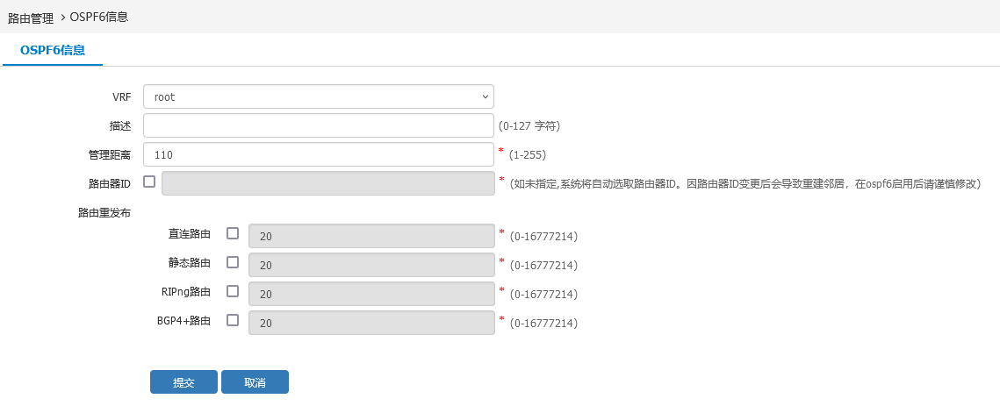 路由管理 > OSPF6信息
OSPF6信息
VRF root
描述 (0-127 字符)
管理距离 110 * (1-255)
路由器ID * (如未指定,系统将自动选取路由器ID。因路由器ID变更后会导致重建邻居，在ospf6启用后请谨慎修改)
路由重发布
直连路由 20 * (0-16777214)
静态路由 20 * (0-16777214)
RIPng路由 20 * (0-16777214)
BGP4+路由 20 * (0-16777214)
提交 取消